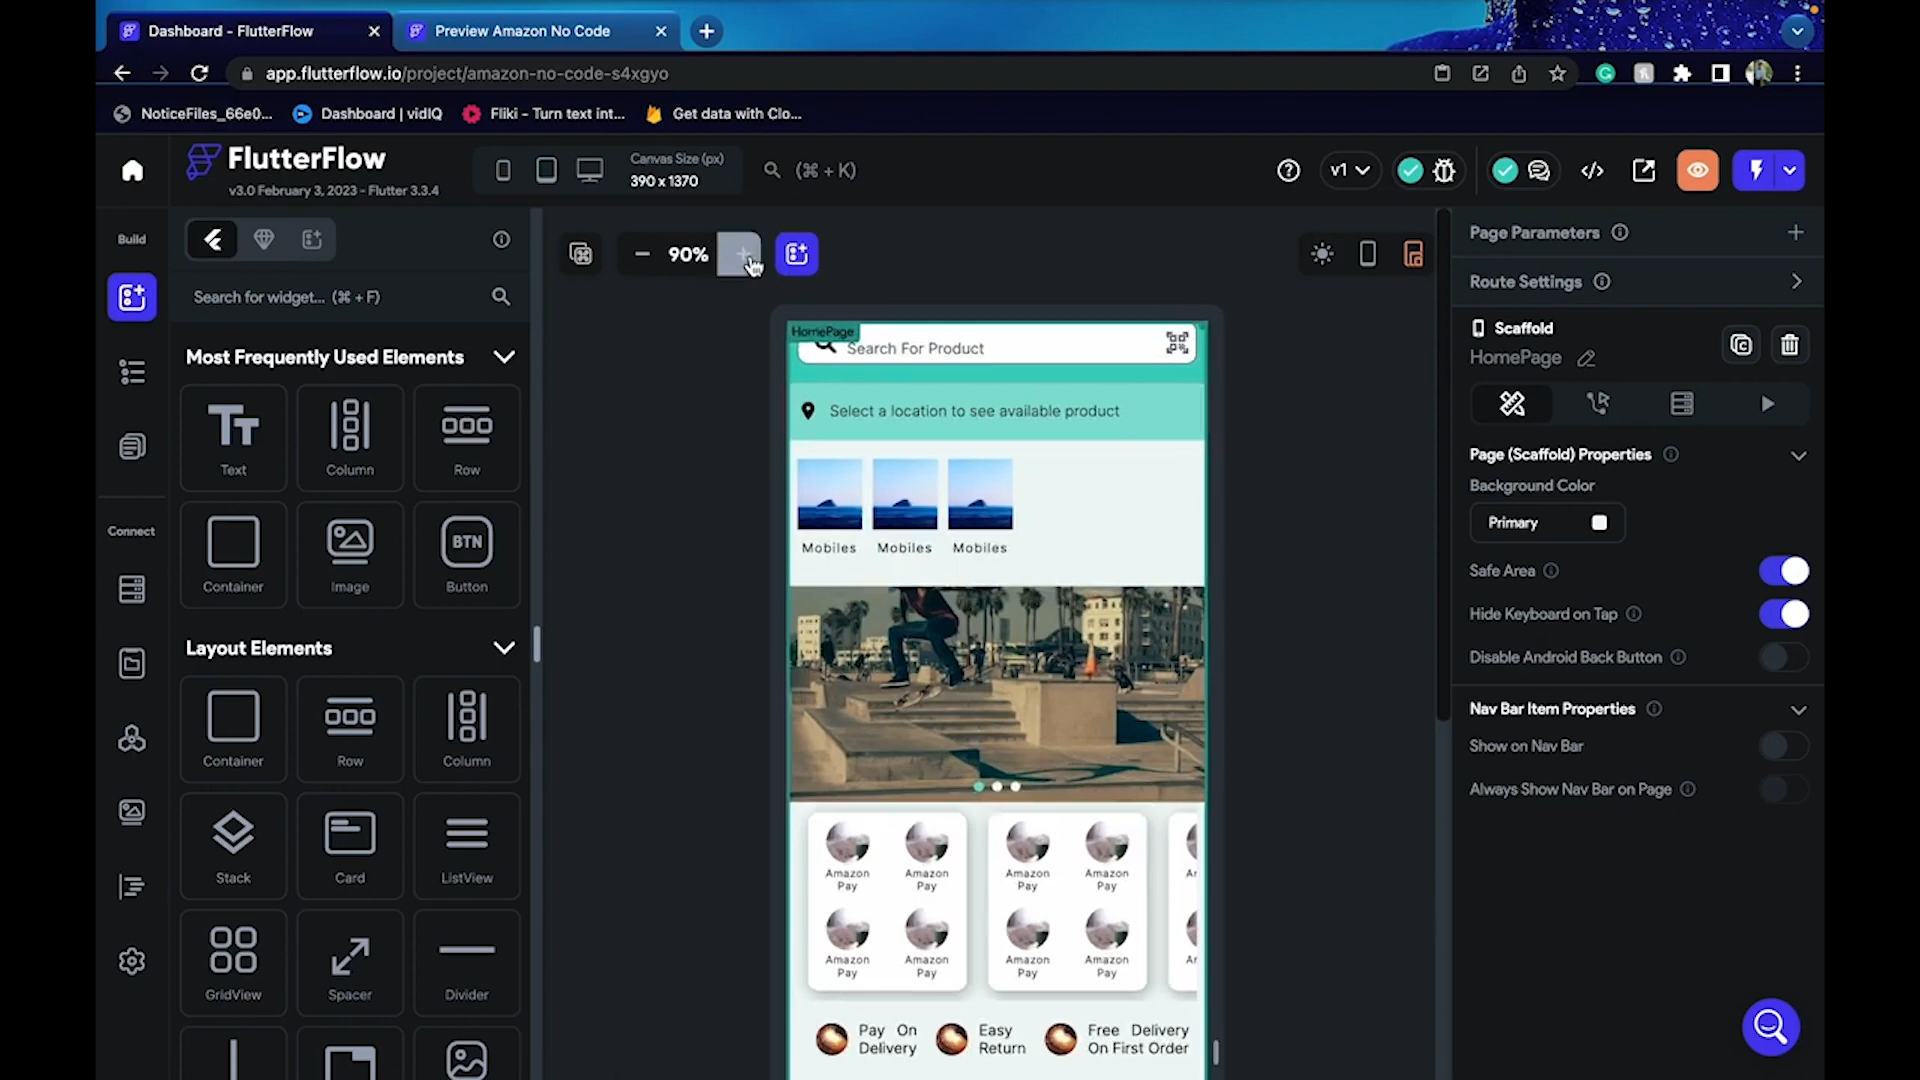 Dashboard - FlutterFlow
Preview Amazon No Code
app.flutterflow.io/project/amazon-no-code-s4xgyo
NoticeFiles_66e0...
Dashboard | vidIQ
Fliki - Turn text int...
Get data with Clo...
FlutterFlow
v3.0 February 3, 2023 - Flutter 3.3.4
Canvas Size (px)
390 x 1370
(⌘ + K)
v1
Build
Connect
Search for widget... (⌘ + F)
Most Frequently Used Elements
Text
Column
Row
Container
Image
Button
BTN
Layout Elements
Container
Row
Column
Stack
Card
ListView
GridView
Spacer
Divider
90%
HomePage
Search For Product
Select a location to see available product
Mobiles
Mobiles
Mobiles
Amazon
Pay
Amazon
Pay
Amazon
Pay
Amazon
Pay
Amazon
Pay
Amazon
Pay
Amazon
Pay
Amazon
Pay
Pay On
Delivery
Easy
Return
Free Delivery
On First Order
Page Parameters
Route Settings
Scaffold
HomePage
Page (Scaffold) Properties
Background Color
Primary
Safe Area
Hide Keyboard on Tap
Disable Android Back Button
Nav Bar Item Properties
Show on Nav Bar
Always Show Nav Bar on Page